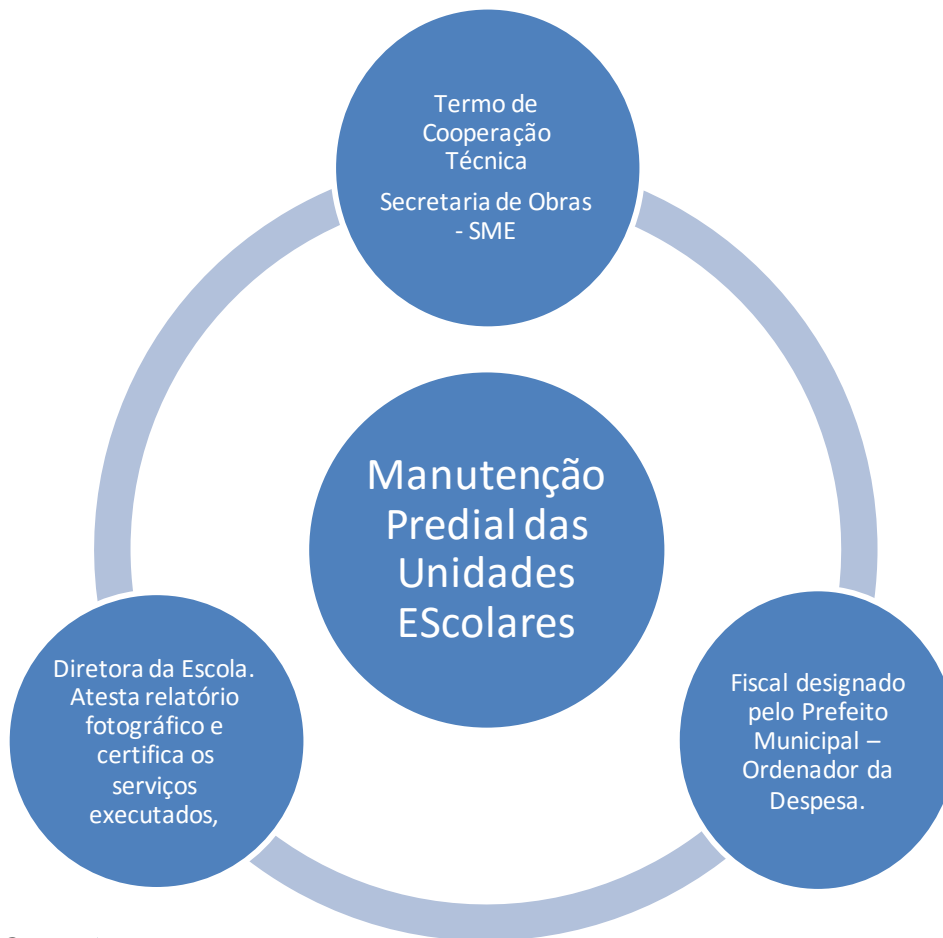 Termo de
Cooperação
Técnica
Secretaria de Obras
- SME
Manutenção
Predial das
Unidades
EScolares
Diretora da Escola.
Atesta relatório
fotográfico e
certifica os
serviços
executados,
Fiscal designado
pelo Prefeito
Municipal –
Ordenador da
Despesa.